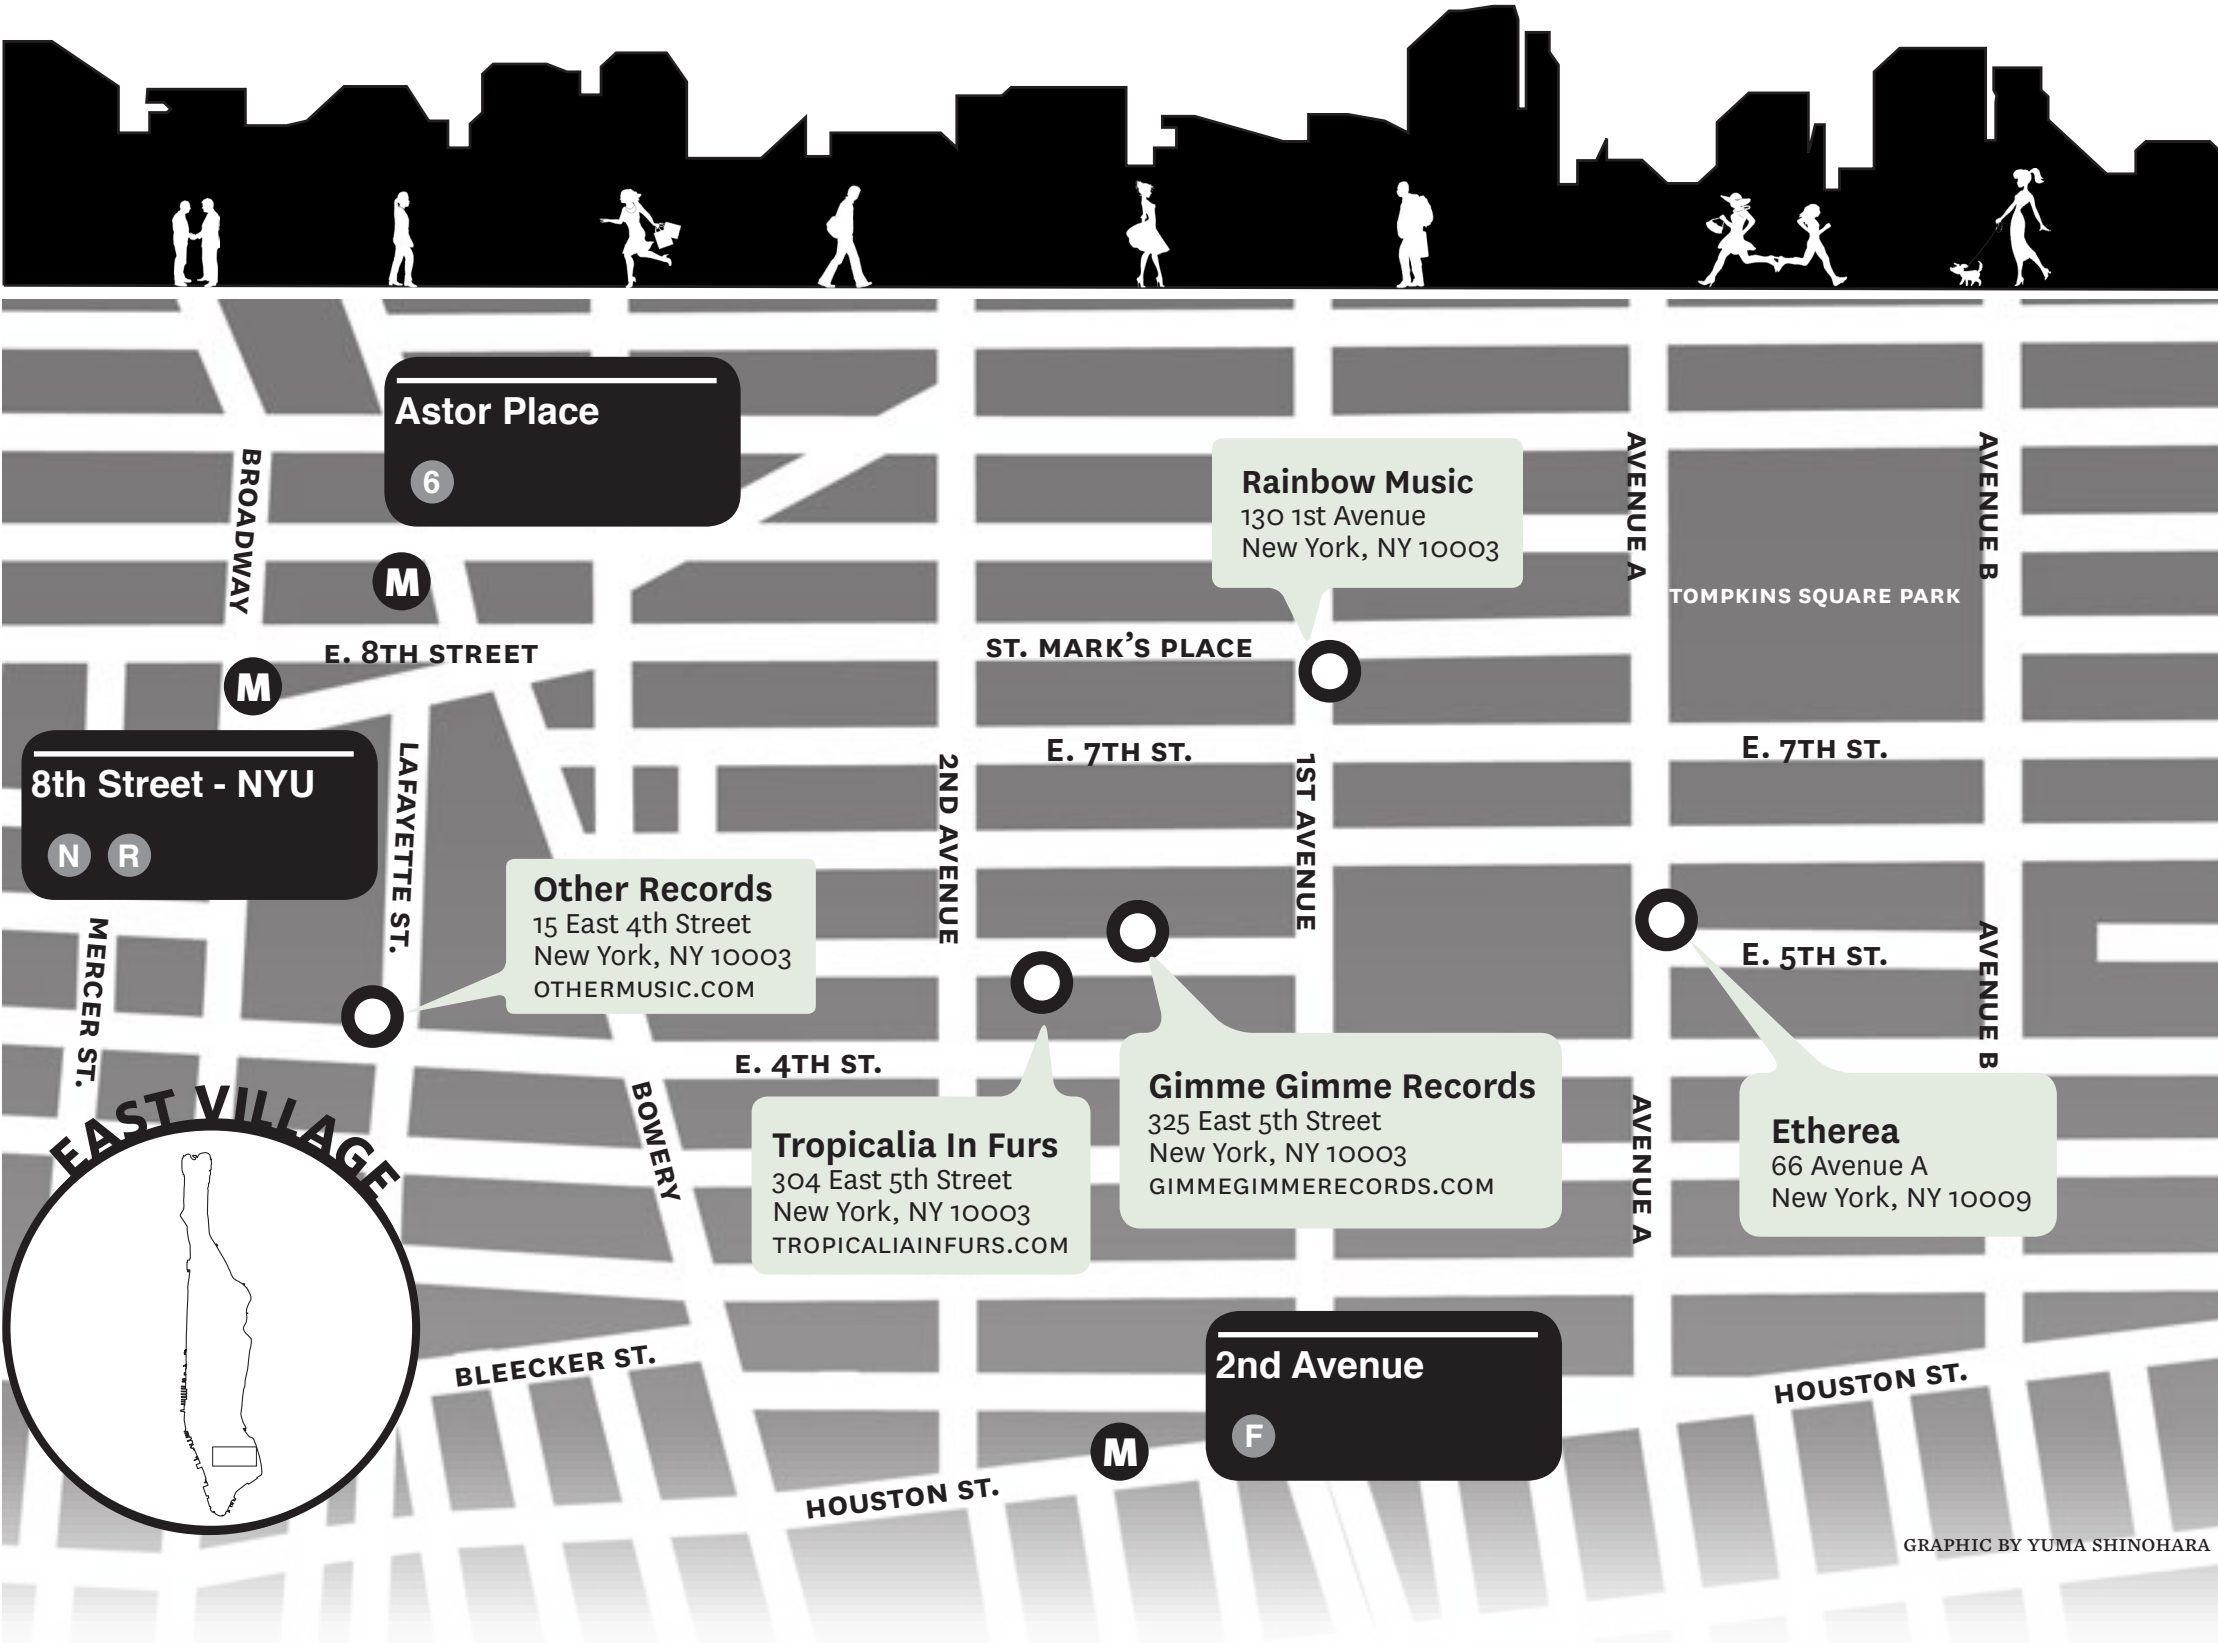 Astor Place
6
BROADWAY
Rainbow Music
130 1st Avenue
New York, NY 10003
AVENUE A
AVENUE B
TOMPKINS SQUARE PARK
M
E. 8TH STREET
ST. MARK’S PLACE
M
8th Street - NYU
N R
LAFAYETTE ST.
2ND AVENUE
E. 7TH ST.
1ST AVENUE
E. 7TH ST.
Other Records
15 East 4th Street
New York, NY 10003
OTHERMUSIC.COM
MERCER ST.
E. 5TH ST.
AVENUE B
E. 4TH ST.
BOWERY
Tropicalia In Furs
304 East 5th Street
New York, NY 10003
TROPICALIAINFURS.COM
Gimme Gimme Records
325 East 5th Street
New York, NY 10003
GIMMEGIMMERECORDS.COM
AVENUE A
Etherea
66 Avenue A
New York, NY 10009
EAST VILLAGE
BLEECKER ST.
2nd Avenue
F
M
HOUSTON ST.
HOUSTON ST.
GRAPHIC BY YUMA SHINOHARA